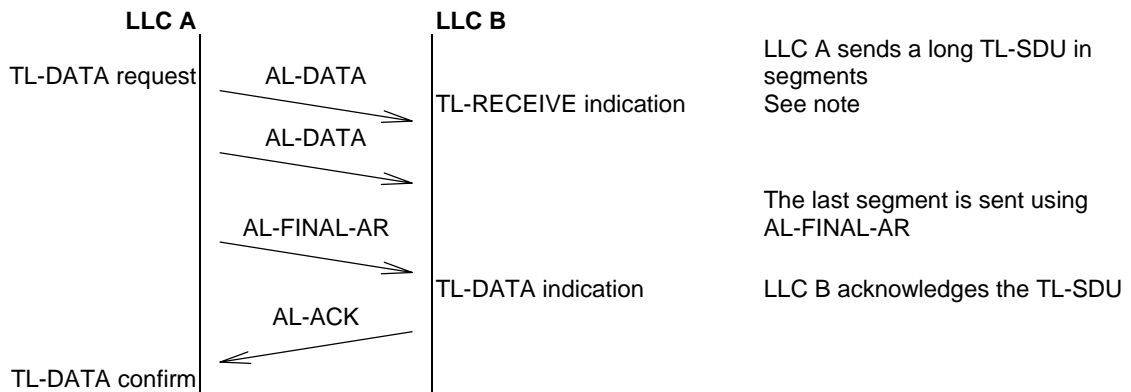 LLC A LLC B
LLC A sends a long TL-SDU in
TL-DATA request AL-DATA segments
TL-RECEIVE indication See note
AL-DATA
The last segment is sent using
AL-FINAL-AR AL-FINAL-AR
TL-DATA indication LLC B acknowledges the TL-SDU
AL-ACK
TL-DATA confirm